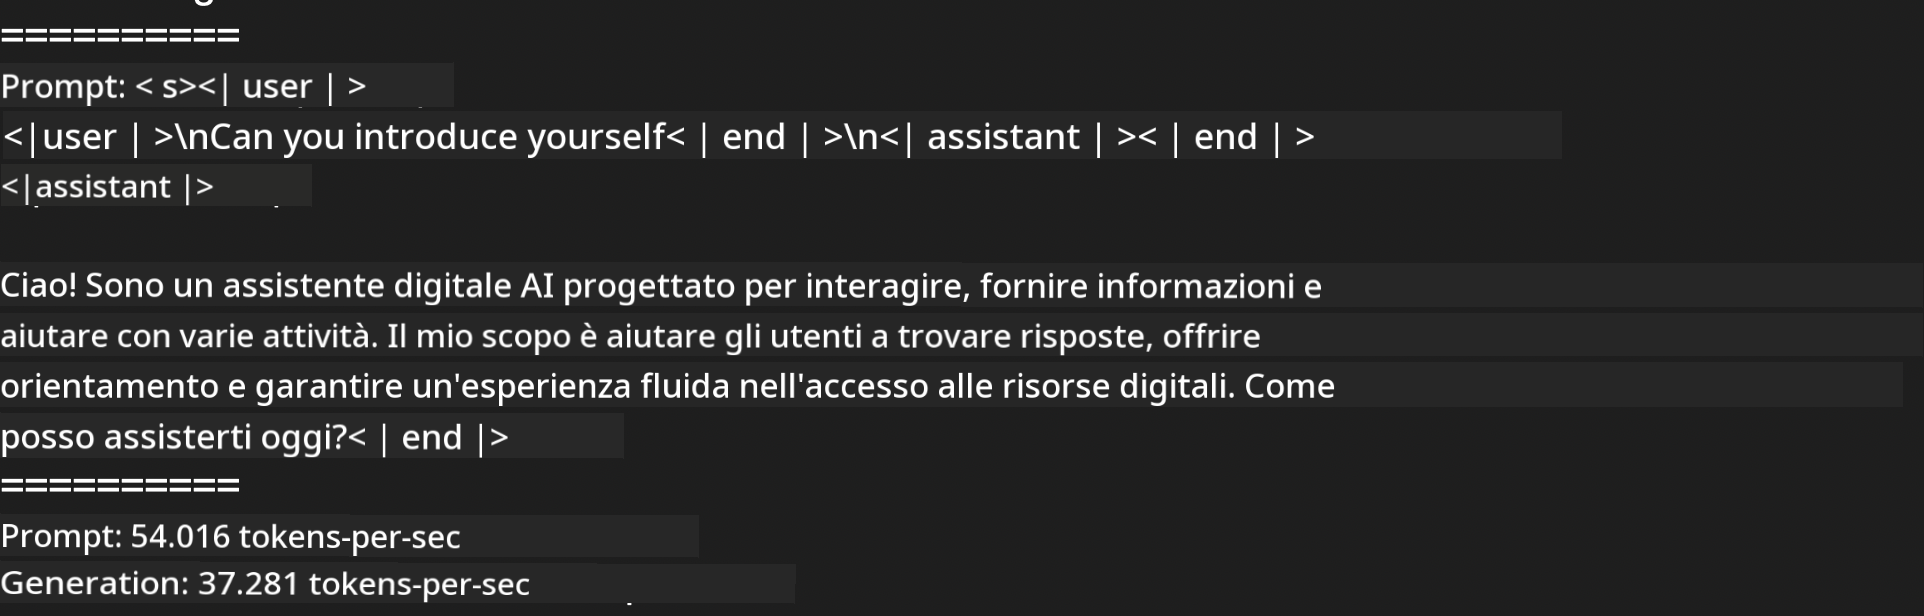 ==========
Prompt: < s><| user | >
<|user | >\nCan you introduce yourself< | end | >\n<| assistant | >< | end | >
<|assistant |>
Ciao! Sono un assistente digitale AI progettato per interagire, fornire informazioni e
aiutare con varie attività. Il mio scopo è aiutare gli utenti a trovare risposte, offrire
orientamento e garantire un'esperienza fluida nell'accesso alle risorse digitali. Come
posso assisterti oggi?< | end |>
==========
Prompt: 54.016 tokens-per-sec
Generation: 37.281 tokens-per-sec